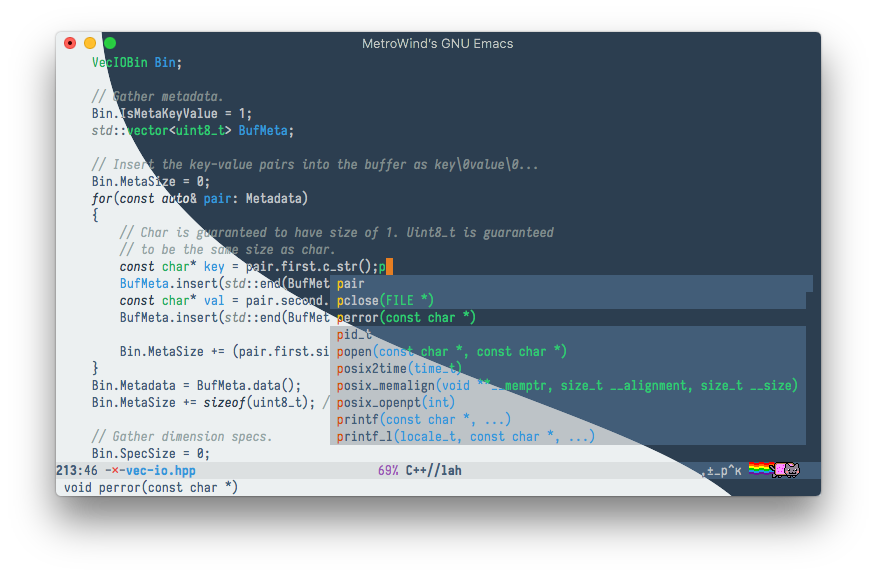 MetroWind's GNU Emacs
VecIOBin Bin;
// Gather metadata.
Bin.IsMetaKeyValue = 1;
std::vector<uint8_t> BufMeta;
// Insert the key-value pairs into the buffer as key\0value\0...
Bin.MetaSize = 0;
for(const auto& pair: Metadata)
{
// Char is guaranteed to have size of 1. Uint8_t is guaranteed
// to be the same size as char.
const char* key = pair.first.c_str();p
BufMeta.insert(std::end(BufMet pair
const char* val = pair.second. pclose(FILE *)
BufMeta.insert(std::end(BufMet perror(const char *)
pid_t
Bin.MetaSize += (pair.first.si popen(const char *, const char *)
} posix2time(time_t)
Bin.Metadata = BufMeta.data(); posix_memalign(void **__memptr, size_t __alignment, size_t __size)
Bin.MetaSize += sizeof(uint8_t); / posix_openpt(int)
printf(const char *, ...)
// Gather dimension specs. printf_l(locale_t, const char *, ...)
Bin.SpecSize = 0;
213:46 -×-vec-io.hpp 69% C++//lah ,±_p^κ
void perror(const char *)